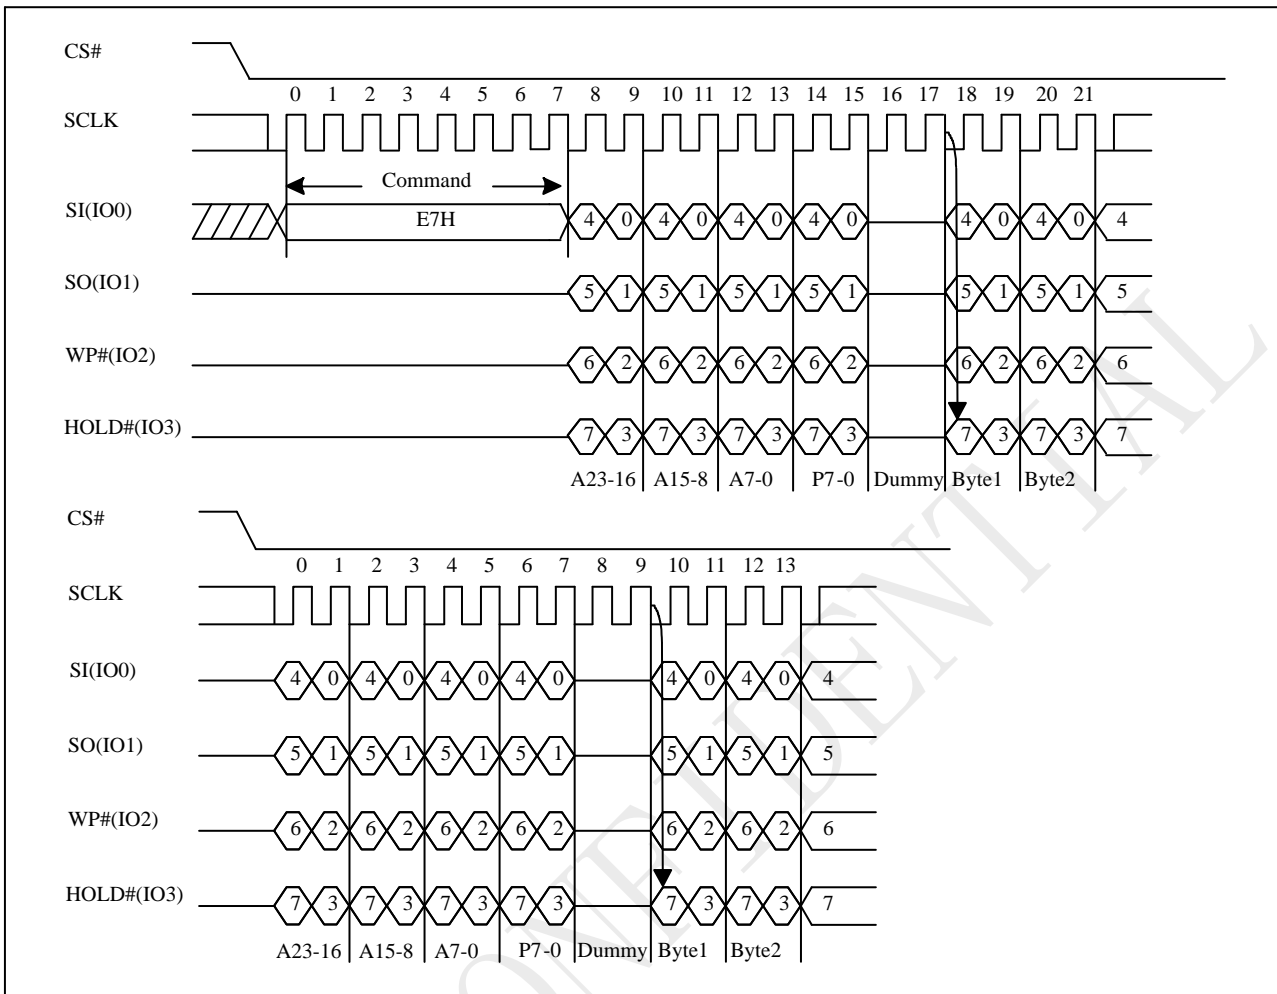 CS#
0 1 2 3 4 5 6 7 8 9 10 11 12 13 14 15 16 17 18 19 20 21
SCLK
Command
SI(IO0) E7H 4 0 4 0 4 0 4 0 4 0 4 0 4
SO(IO1) 5 1 5 1 5 1 5 1 5 1 5 1 5
WP#(IO2) 6 2 6 2 6 2 6 2 6 2 6 2 6
HOLD#(IO3) 7 3 7 3 7 3 7 3 7 3 7 3 7
A23-16 A15-8 A7-0 P7-0 Dummy Byte1 Byte2
CS#
0 1 2 3 4 5 6 7 8 9 10 11 12 13
SCLK
SI(IO0) 4 0 4 0 4 0 4 0 4 0 4 0 4
SO(IO1) 5 1 5 1 5 1 5 1 5 1 5 1 5
WP#(IO2) 6 2 6 2 6 2 6 2 6 2 6 2 6
HOLD#(IO3) 7 3 7 3 7 3 7 3 7 3 7 3 7
A23-16 A15-8 A7-0 P7-0 Dummy Byte1 Byte2